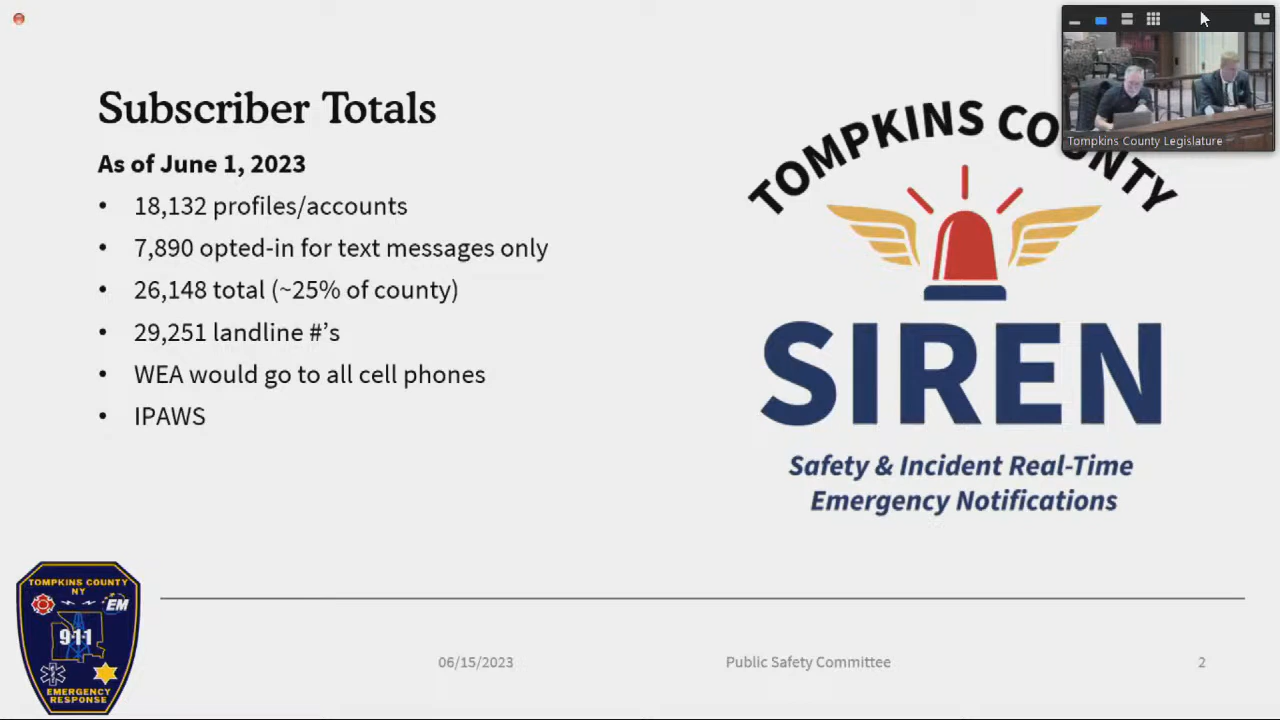 Subscriber Totals
As of June 1, 2023
• 18,132 profiles/accounts
• 7,890 opted-in for text messages only
• 26,148 total (~25% of county)
• 29,251 landline #’s
• WEA would go to all cell phones
• IPAWS
Tompkins County Legislature
TOMPKINS COUNTY
SIREN
Safety & Incident Real-Time
Emergency Notifications
TOMPKINS COUNTY
NY
EM
911
EMERGENCY
RESPONSE
06/15/2023
Public Safety Committee
2